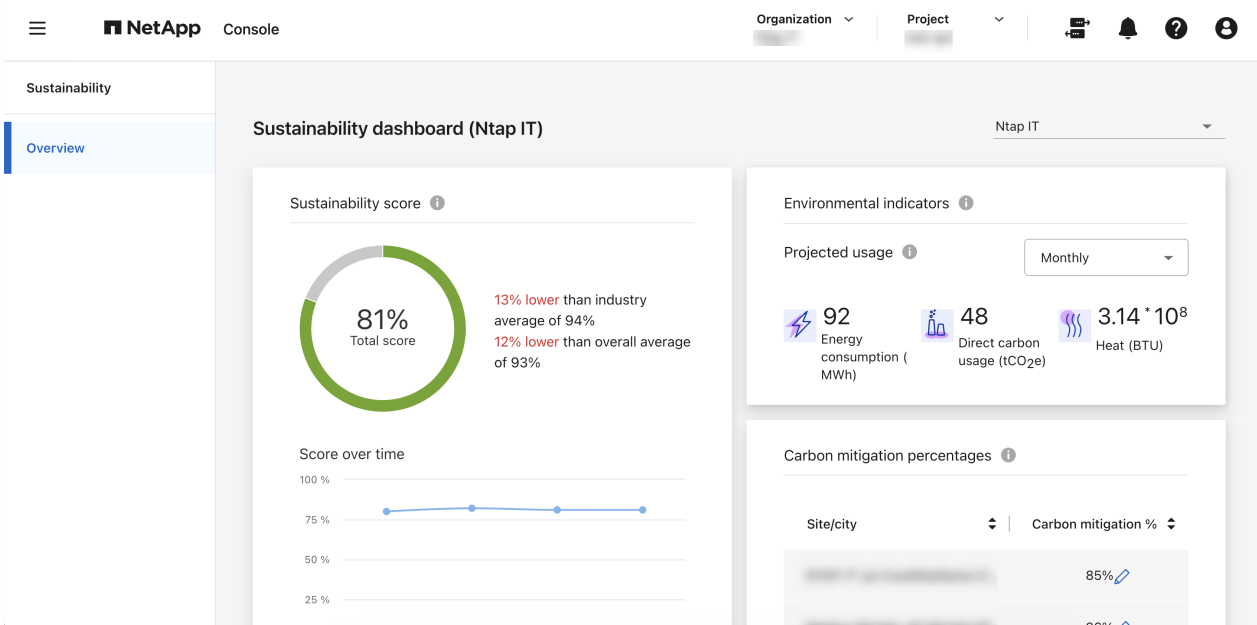 NetApp Console
Organization
Project
Sustainability
Overview
Sustainability dashboard (Ntap IT)
Ntap IT
Sustainability score
81%
Total score
13% lower than industry
average of 94%
12% lower than overall average
of 93%
Score over time
100 %
75 %
50 %
25 %
Environmental indicators
Projected usage
Monthly
92
Energy
consumption (
MWh)
48
Direct carbon
usage (tCO2e)
3.14 * 10⁸
Heat (BTU)
Carbon mitigation percentages
Site/city
Carbon mitigation %
85%